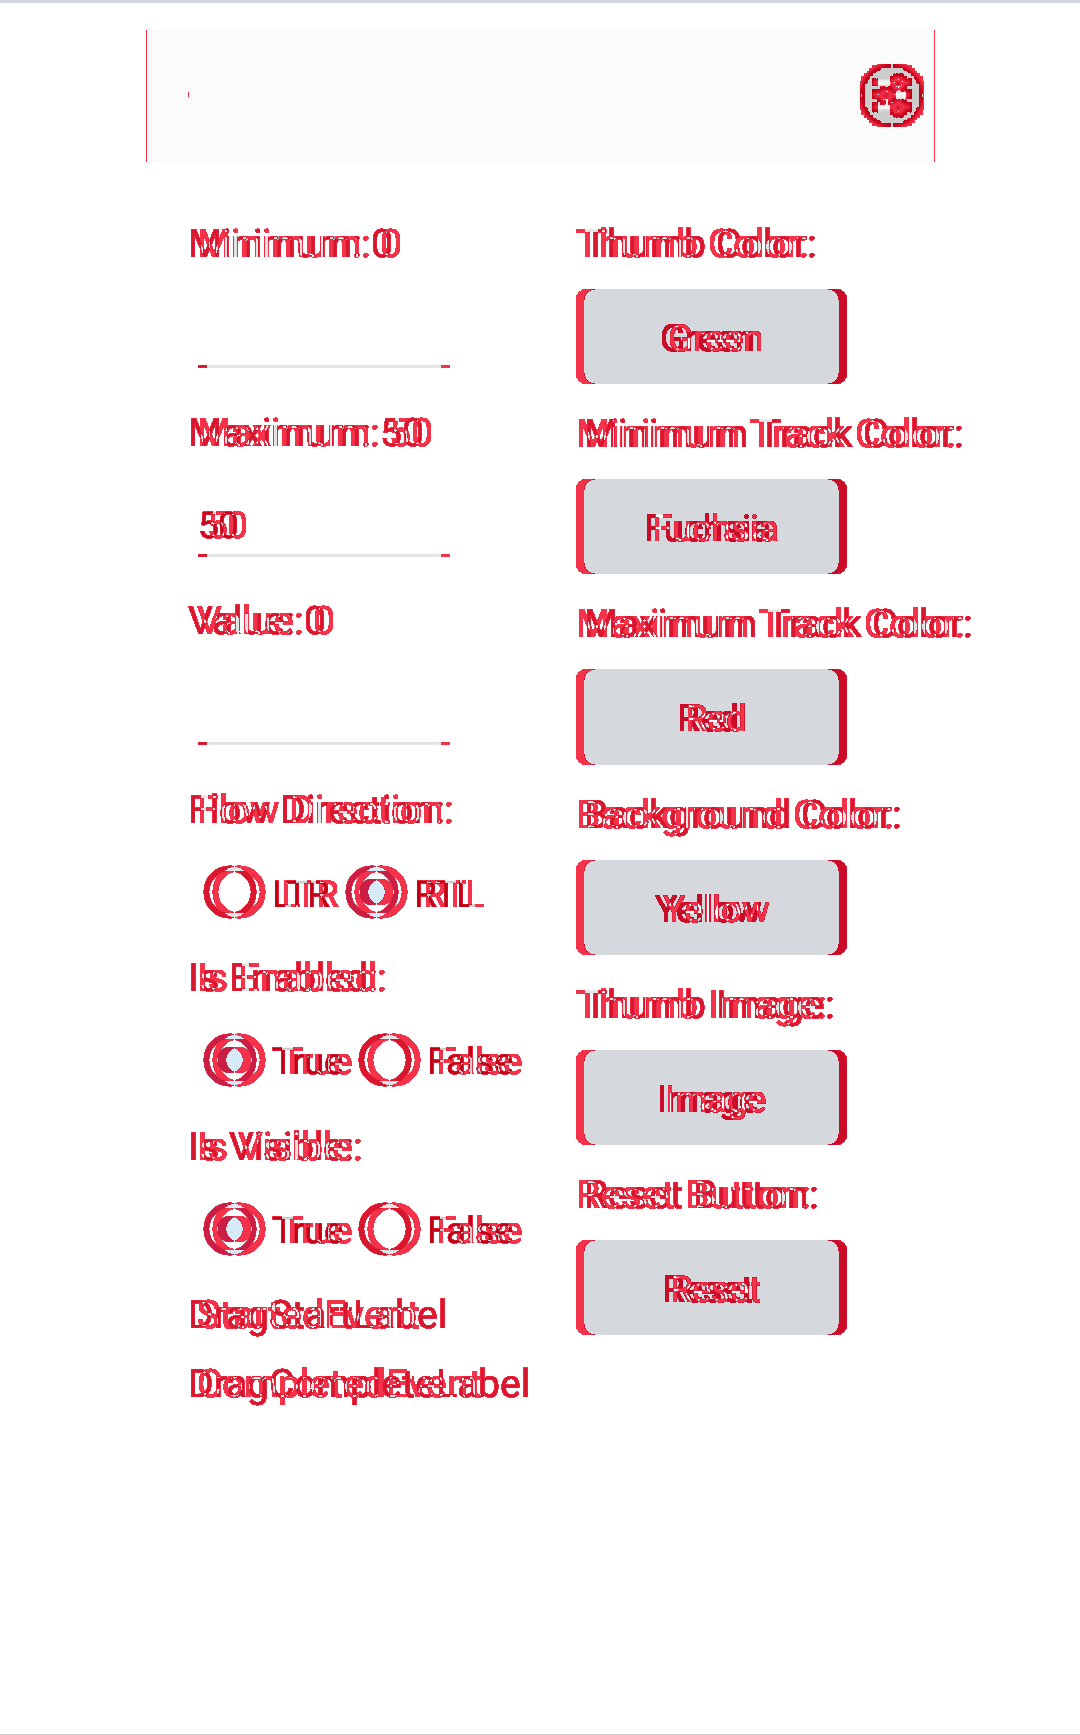 Minimum: 0
Maximum: 50
50
Value: 0
Flow Direction:
LTR RTL
Is Enabled:
True False
Is Visible:
True False
Thumb Color:
Green
Minimum Track Color:
Fuchsia
Maximum Track Color:
Red
Background Color:
Yellow
Thumb Image:
Image
Reset Button:
Reset